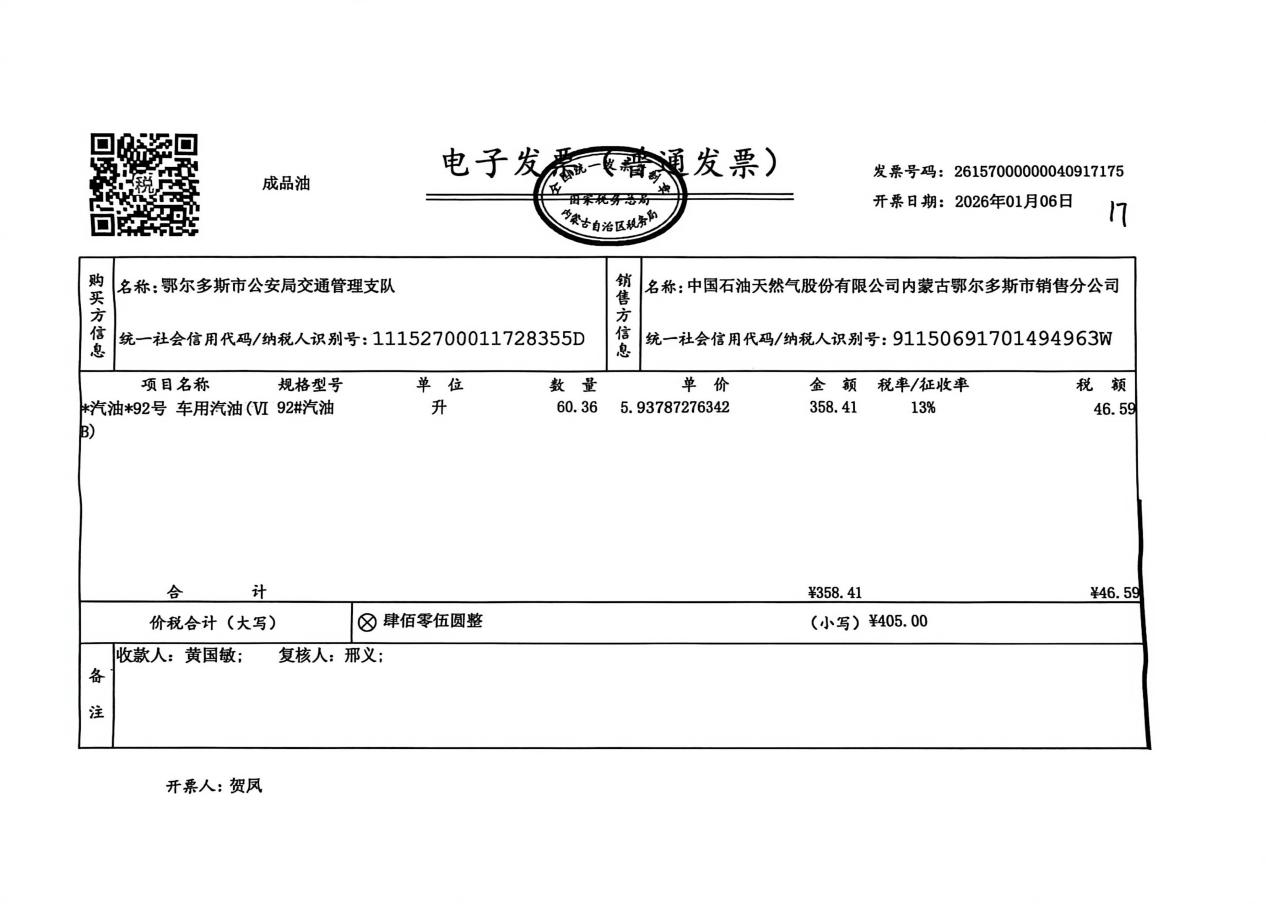 电子发票（普通发票）
全国统一发票监制章
国家税务总局
内蒙古自治区税务局
税
成品油
发票号码：26157000000040917175
开票日期：2026年01月06日
17
购买方信息
名称：鄂尔多斯市公安局交通管理支队
统一社会信用代码/纳税人识别号：11152700011728355D
销售方信息
名称：中国石油天然气股份有限公司内蒙古鄂尔多斯市销售分公司
统一社会信用代码/纳税人识别号：91150691701494963W
项目名称 规格型号 单 位 数 量 单 价 金 额 税率/征收率 税 额
*汽油*92号 车用汽油(VI 92#汽油 升 60.36 5.93787276342 358.41 13% 46.59
B)
合 计 ¥358.41 ¥46.59
价税合计（大写） ⊗ 肆佰零伍圆整 （小写）¥405.00
备注
收款人：黄国敏； 复核人：邢义；
开票人：贺凤